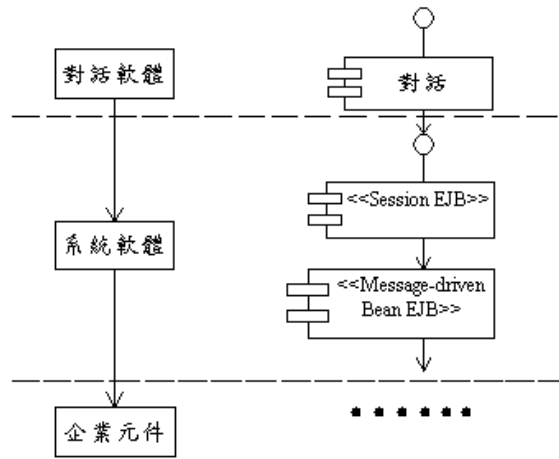 對話軟體
對話
<<Session EJB>>
系統軟體
<<Message-driven
Bean EJB>>
企業元件